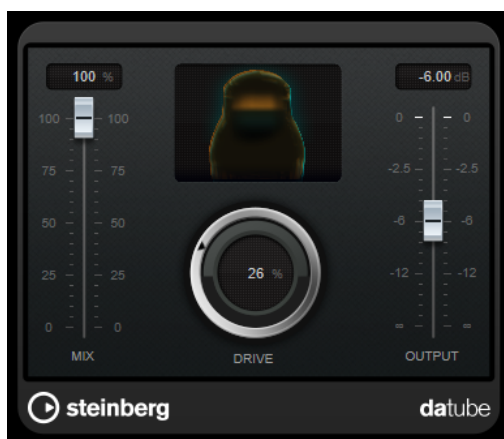 100 %
-6.00 dB
100 100
75 75
50 50
25 25
0 0
MIX
26 %
DRIVE
0 0
-2.5 -2.5
-6 -6
-12 -12
∞ ∞
OUTPUT
steinberg
datube